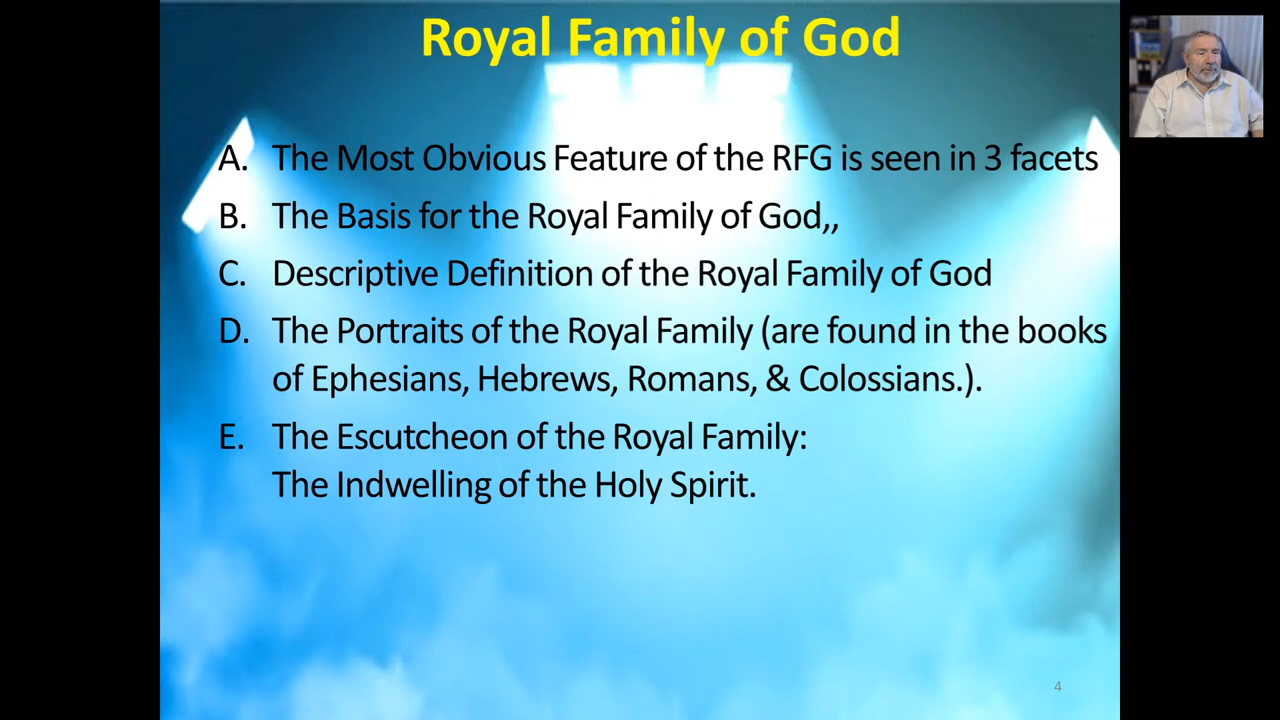 Royal Family of God
A. The Most Obvious Feature of the RFG is seen in 3 facets
B. The Basis for the Royal Family of God,,
C. Descriptive Definition of the Royal Family of God
D. The Portraits of the Royal Family (are found in the books
of Ephesians, Hebrews, Romans, & Colossians.).
E. The Escutcheon of the Royal Family:
The Indwelling of the Holy Spirit.
4